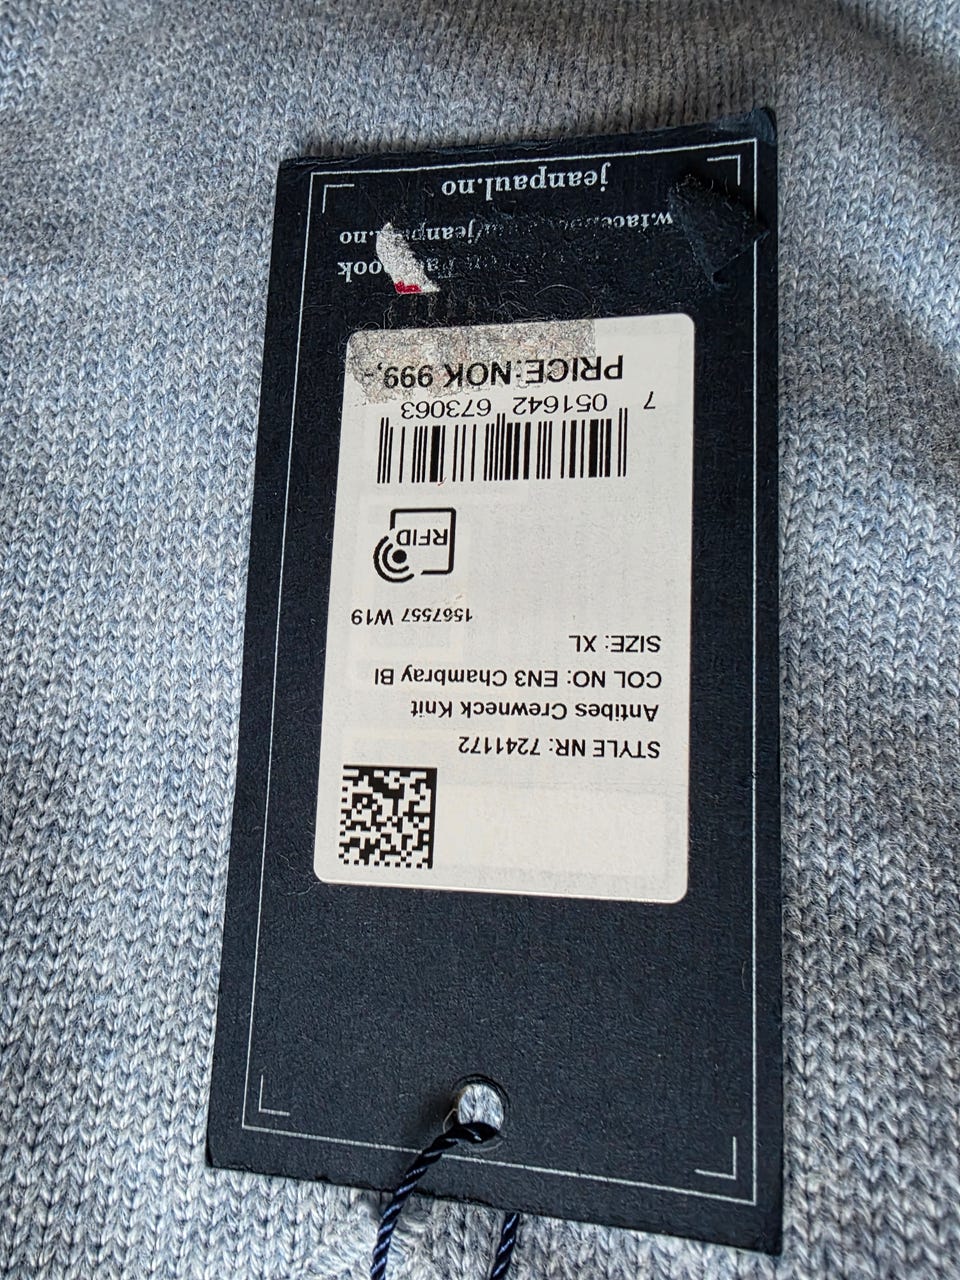 STYLE NR: 7241172
Antibes Crewneck Knit
COL NO: EN3 Chambray Bl
SIZE: XL
1567557 W19
RFID
7 051642 673063
PRICE:NOK 999,-
jeanpaul.no